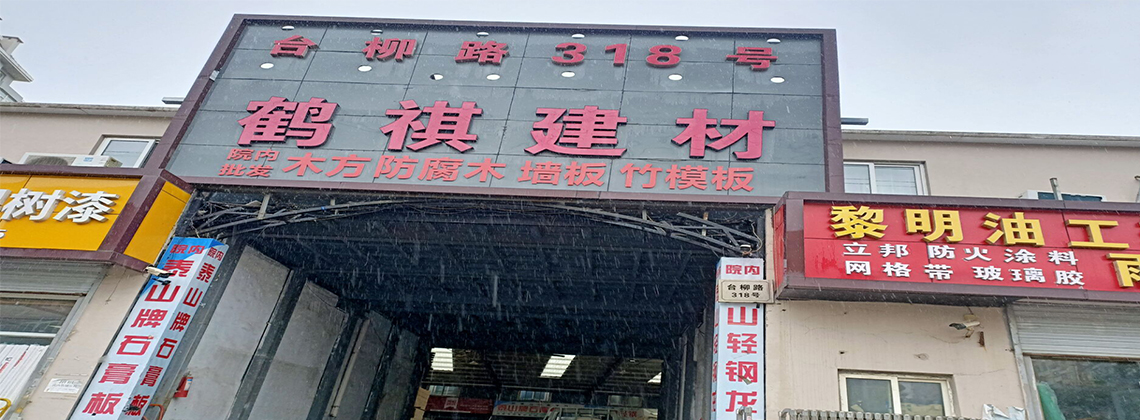 台柳路318号
鹤祺建材
院内
批发
木方防腐木 墙板 竹模板
树漆
黎明油工
立邦 防火涂料
网格带 玻璃胶
雨
院内
泰山牌石膏板
院内
泰山牌石膏板
院内
台柳路
318号
山轻钢龙